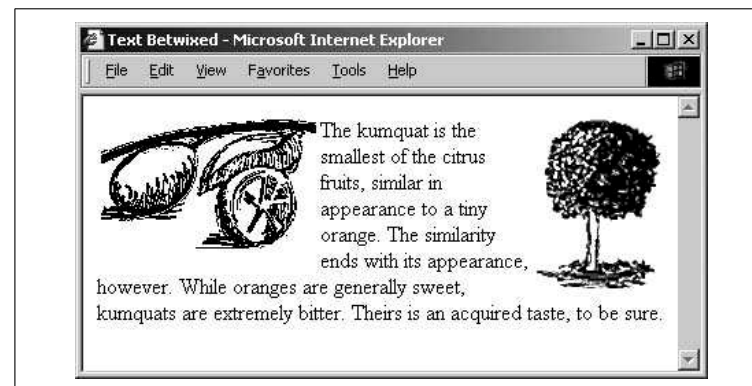 Text Betwixed - Microsoft Internet Explorer
File Edit View Favorites Tools Help
The kumquat is the
smallest of the citrus
fruits, similar in
appearance to a tiny
orange. The similarity
ends with its appearance,
however. While oranges are generally sweet,
kumquats are extremely bitter. Theirs is an acquired taste, to be sure.